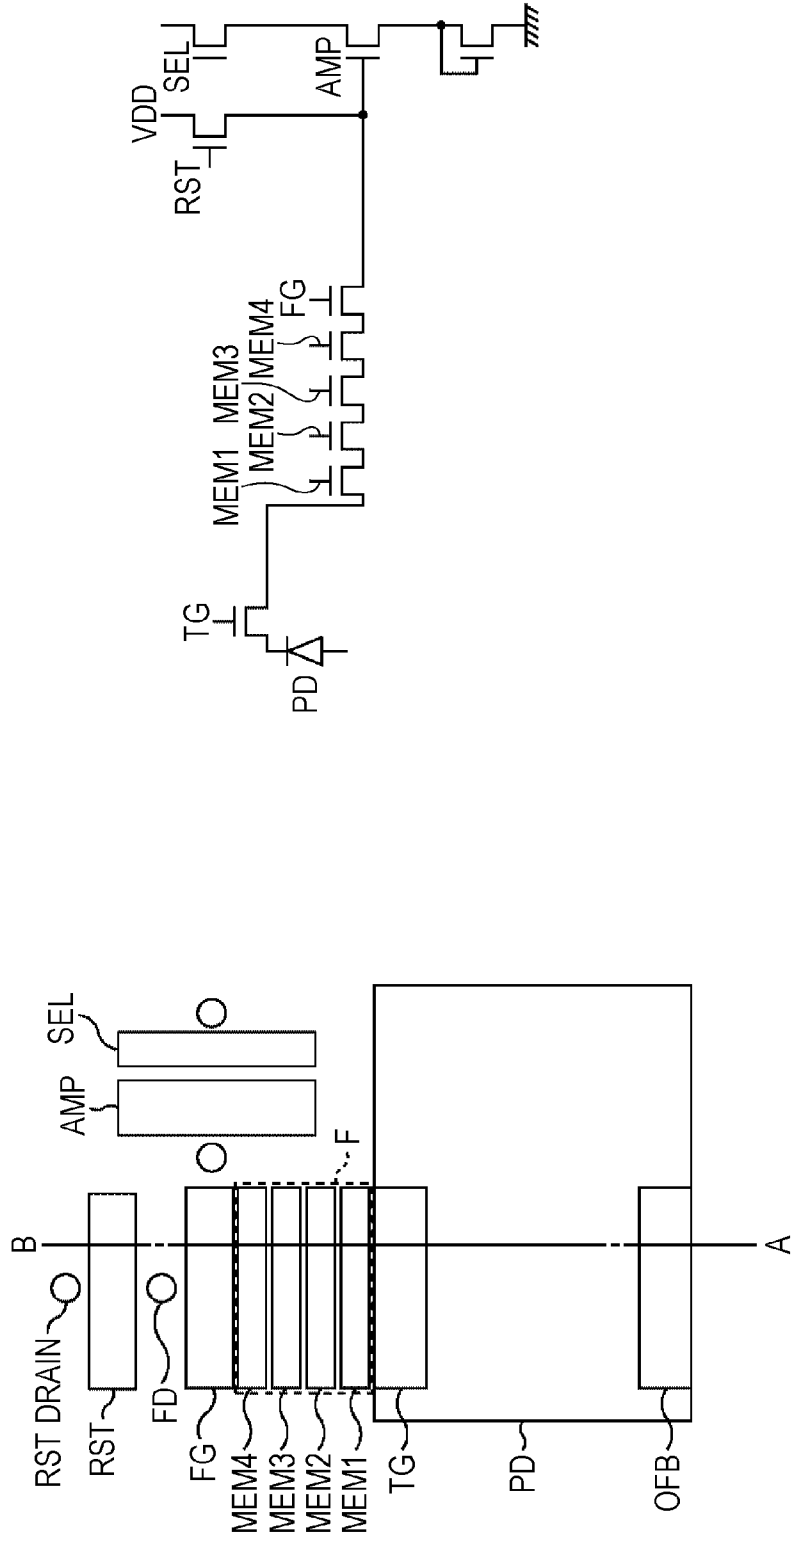 VDD
SEL
RST
AMP
FG
MEM4
MEM3
MEM2
MEM1
TG
PD
SEL
AMP
F
B
A
RST DRAIN
RST
FD
FG
MEM4
MEM3
MEM2
MEM1
TG
PD
OFB